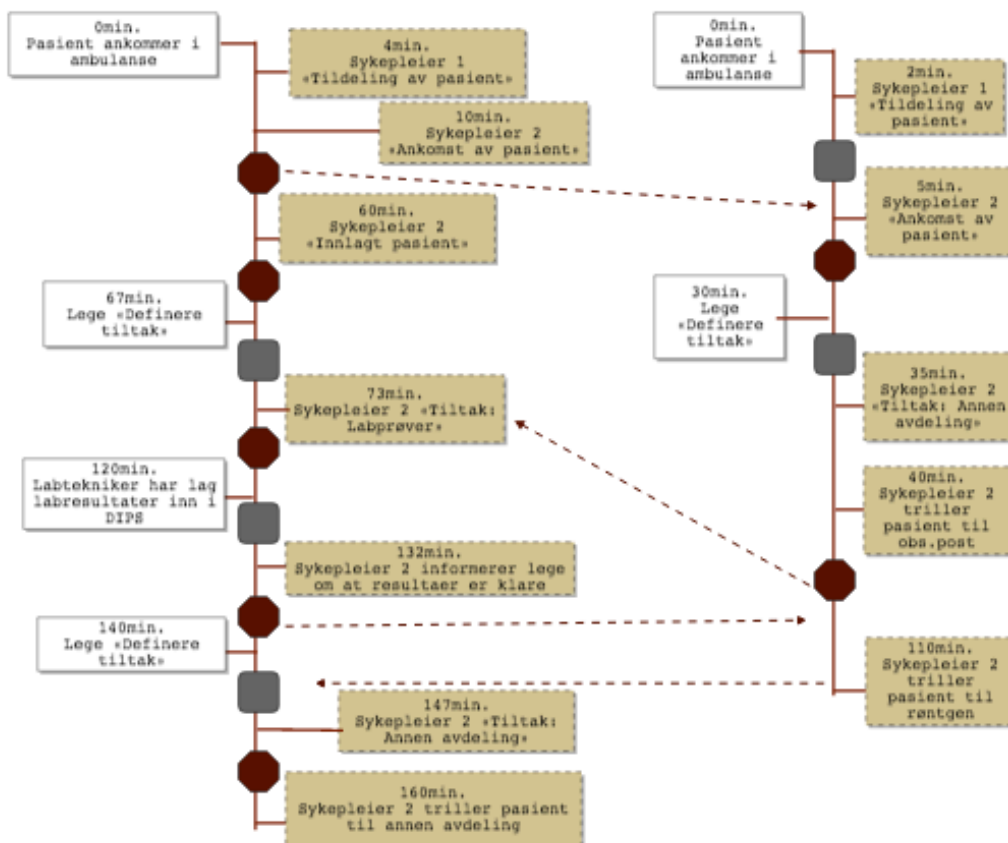 0min.
Pasient ankommer i
ambulanse
4min.
Sykepleier 1
«Tildeling av pasient»
10min.
Sykepleier 2
«Ankomst av pasient»
60min.
Sykepleier 2
«Innlagt pasient»
67min.
Lege «Definere
tiltak»
73min.
Sykepleier 2 «Tiltak:
Labprøver»
120min.
Labtekniker har lag
labresultater inn i
DIPS
132min.
Sykepleier 2 informerer lege
om at resultaer er klare
140min.
Lege «Definere
tiltak»
147min.
Sykepleier 2 «Tiltak:
Annen avdeling»
160min.
Sykepleier 2 triller pasient
til annen avdeling
0min.
Pasient
ankommer i
ambulanse
2min.
Sykepleier 1
«Tildeling av
pasient»
5min.
Sykepleier 2
«Ankomst av
pasient»
30min.
Lege
«Definere
tiltak»
35min.
Sykepleier 2
«Tiltak: Annen
avdeling»
40min.
Sykepleier 2
triller
pasient til
obs.post
110min.
Sykepleier 2
triller
pasient til
røntgen